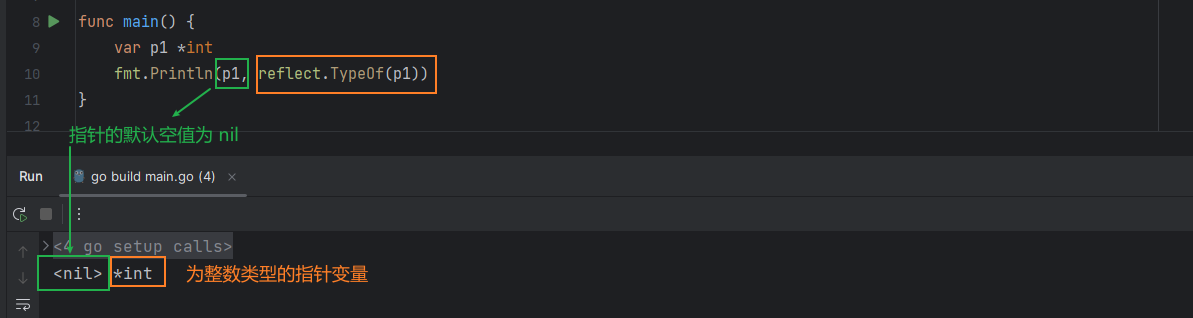 8 func main() {
9 var p1 *int
10 fmt.Println(p1, reflect.TypeOf(p1))
11 }
12
指针的默认空值为 nil
Run go build main.go (4) ×
<4 go setup calls>
<nil> *int 为整数类型的指针变量